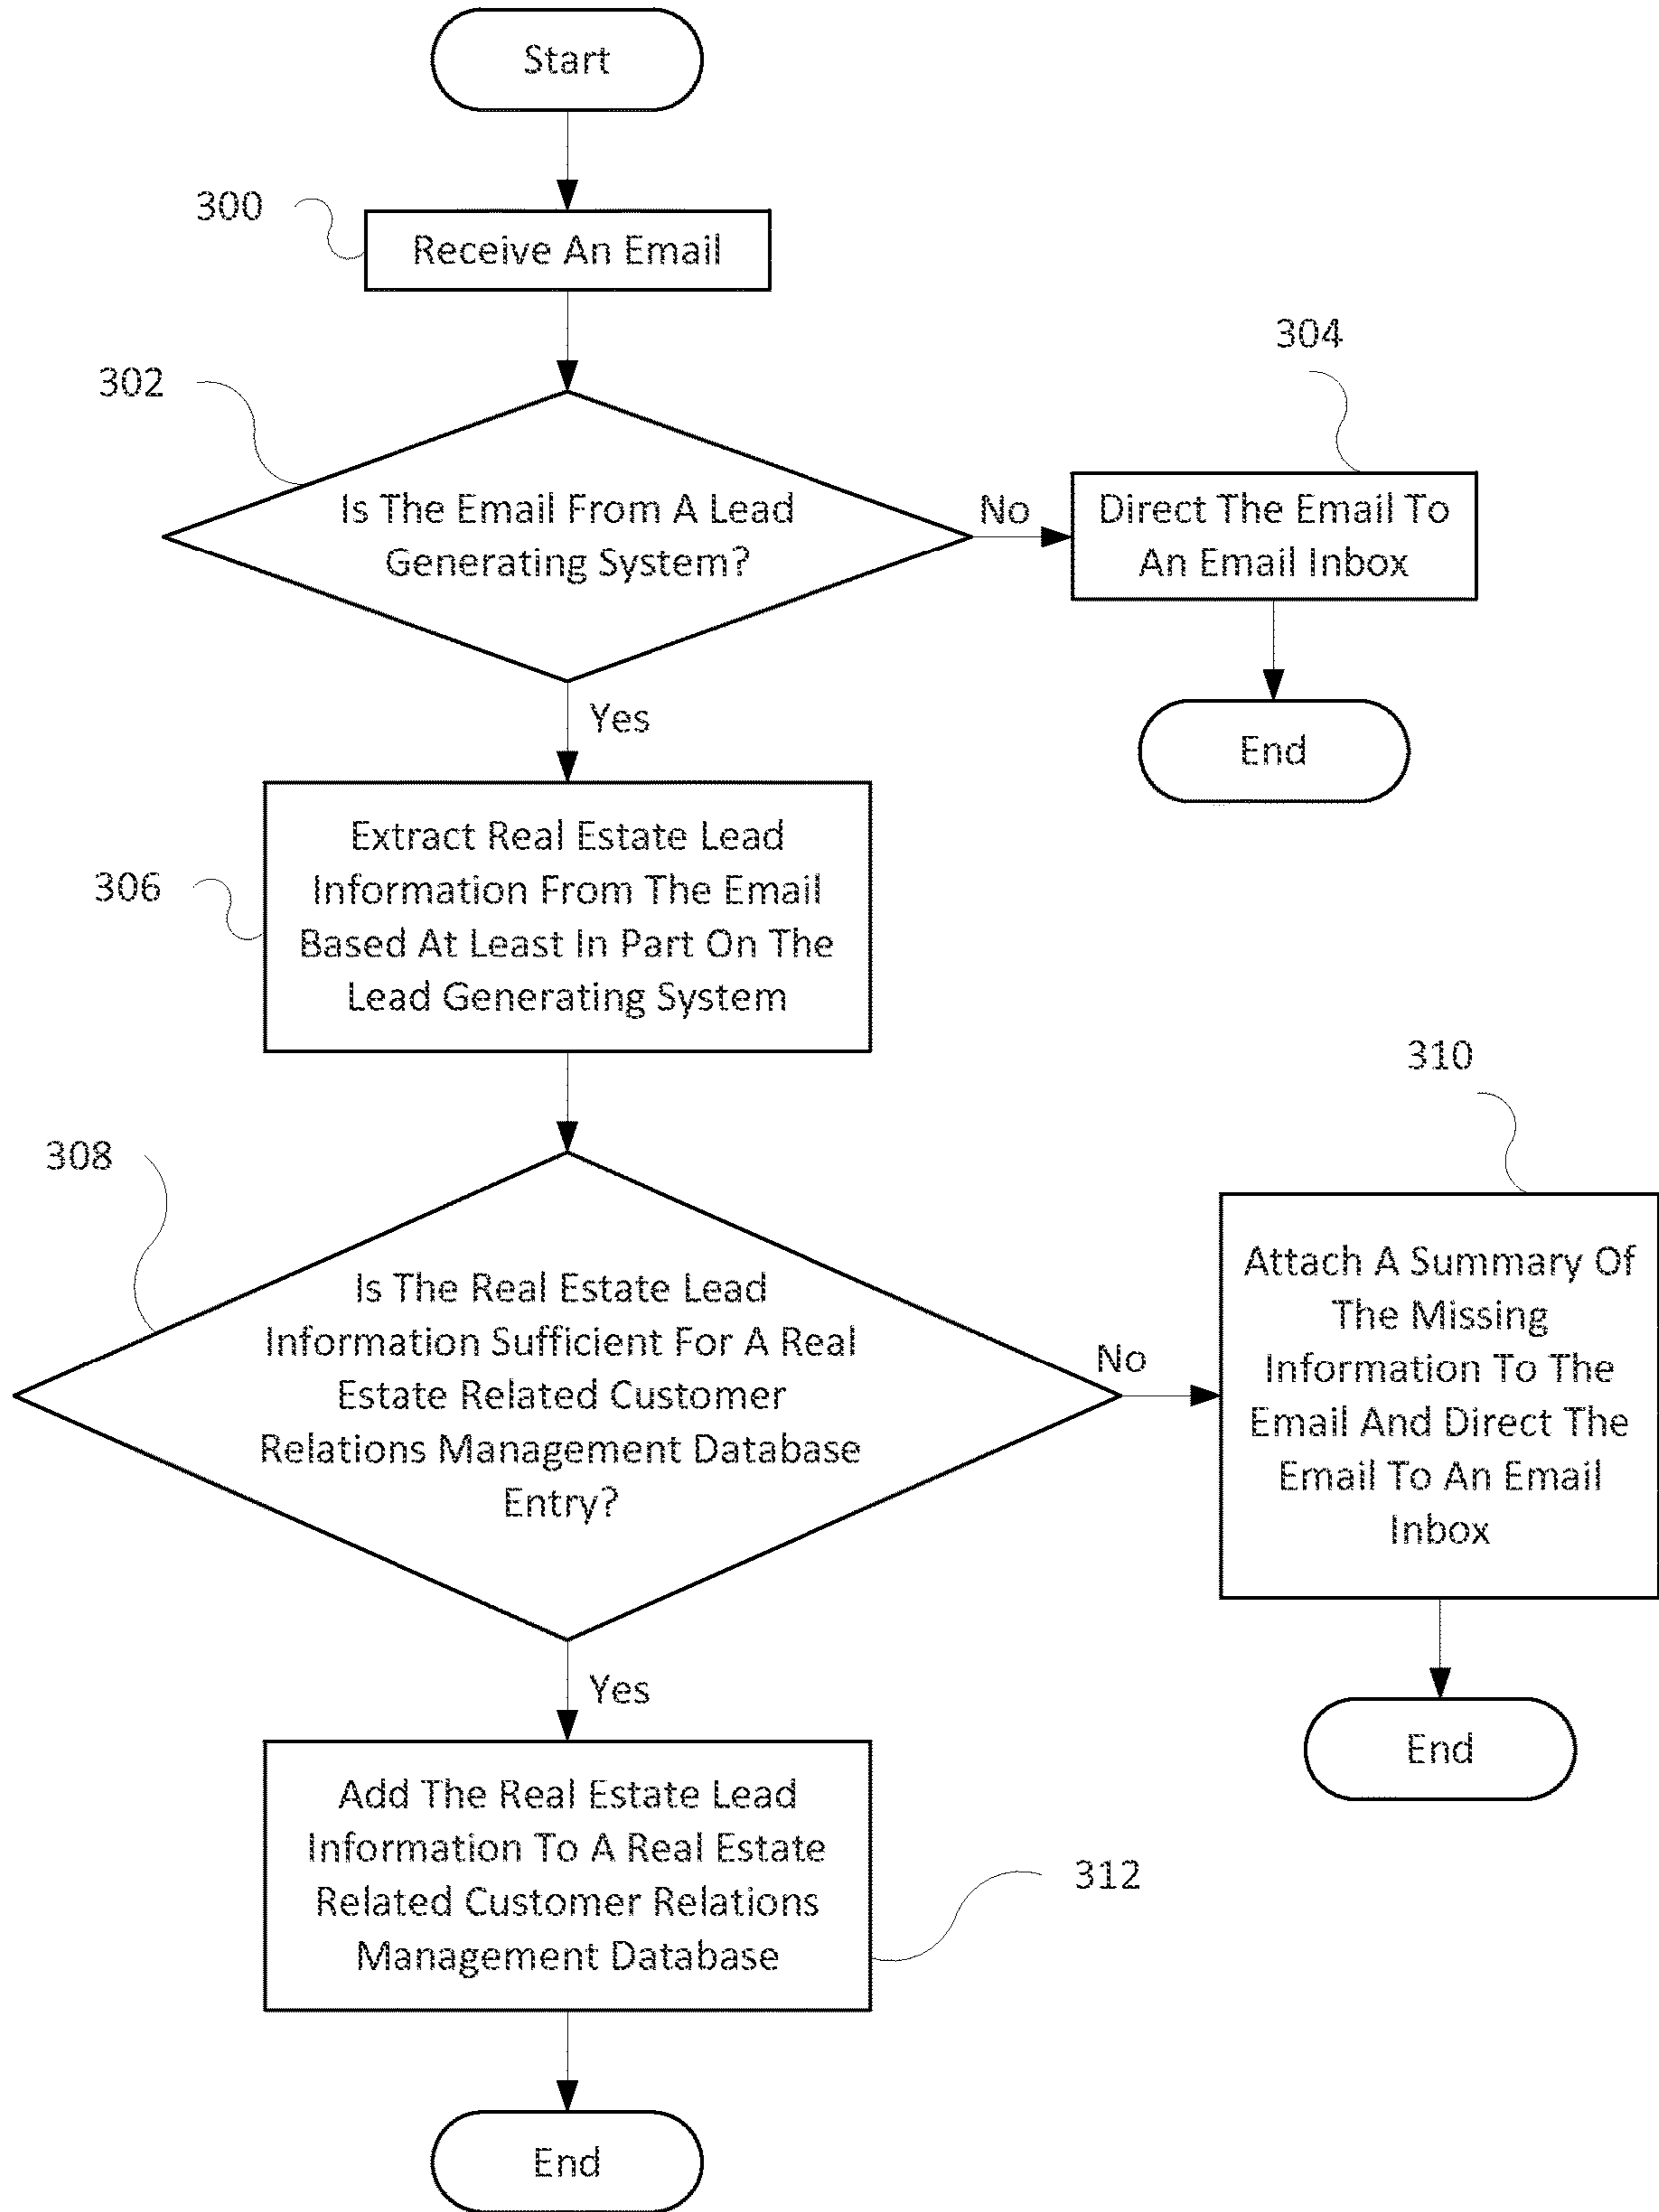 Start
300
Receive An Email
304
302
Is The Email From A Lead
Generating System?
No
Direct The Email To
An Email Inbox
Yes
End
306
Extract Real Estate Lead
Information From The Email
Based At Least In Part On The
Lead Generating System
310
308
Is The Real Estate Lead
Information Sufficient For A Real
Estate Related Customer
Relations Management Database
Entry?
No
Attach A Summary Of
The Missing
Information To The
Email And Direct The
Email To An Email
Inbox
Yes
End
Add The Real Estate Lead
Information To A Real Estate
Related Customer Relations
Management Database
312
End